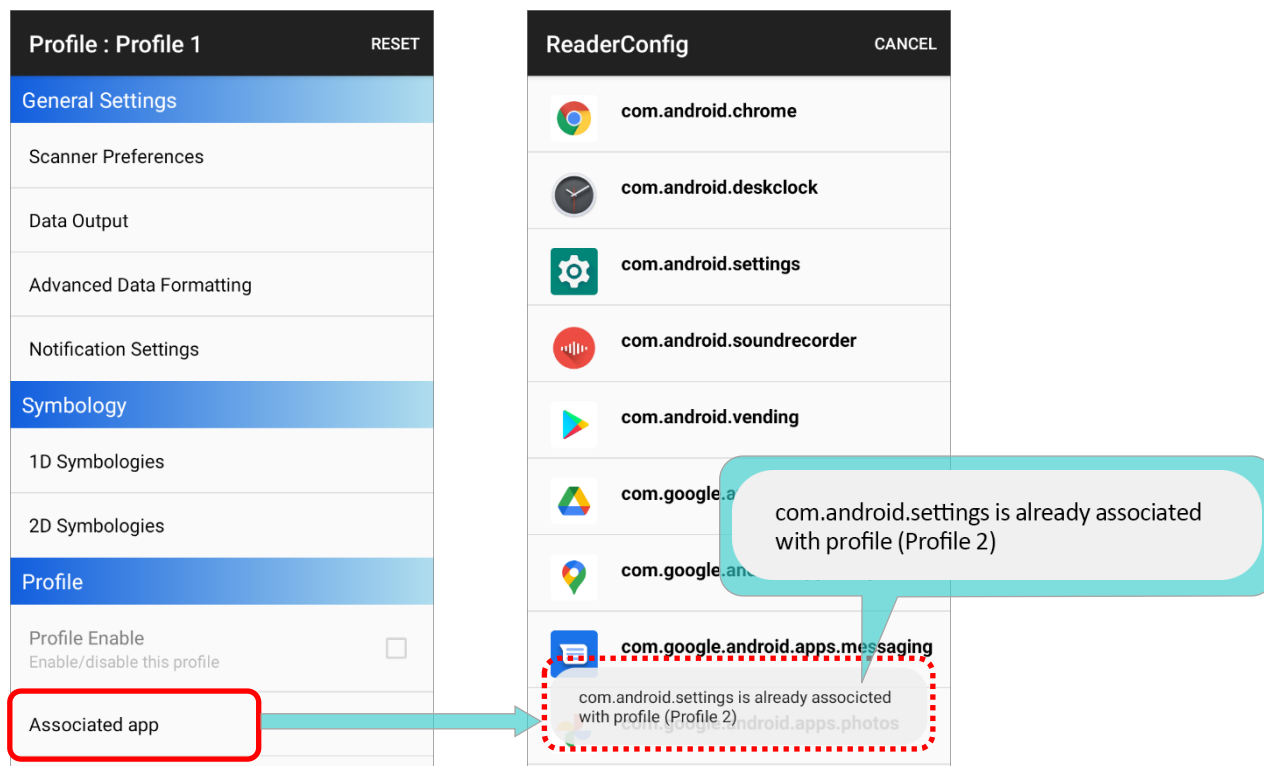 Profile : Profile 1
RESET
General Settings
Scanner Preferences
Data Output
Advanced Data Formatting
Notification Settings
Symbology
1D Symbologies
2D Symbologies
Profile
Profile Enable
Enable/disable this profile
Associated app
ReaderConfig
CANCEL
com.android.chrome
com.android.deskclock
com.android.settings
com.android.soundrecorder
com.android.vending
com.google.a
com.google.an
com.google.android.apps.messaging
com.android.settings is already associcted
with profile (Profile 2)
com.google.android.apps.photos
com.android.settings is already associated
with profile (Profile 2)